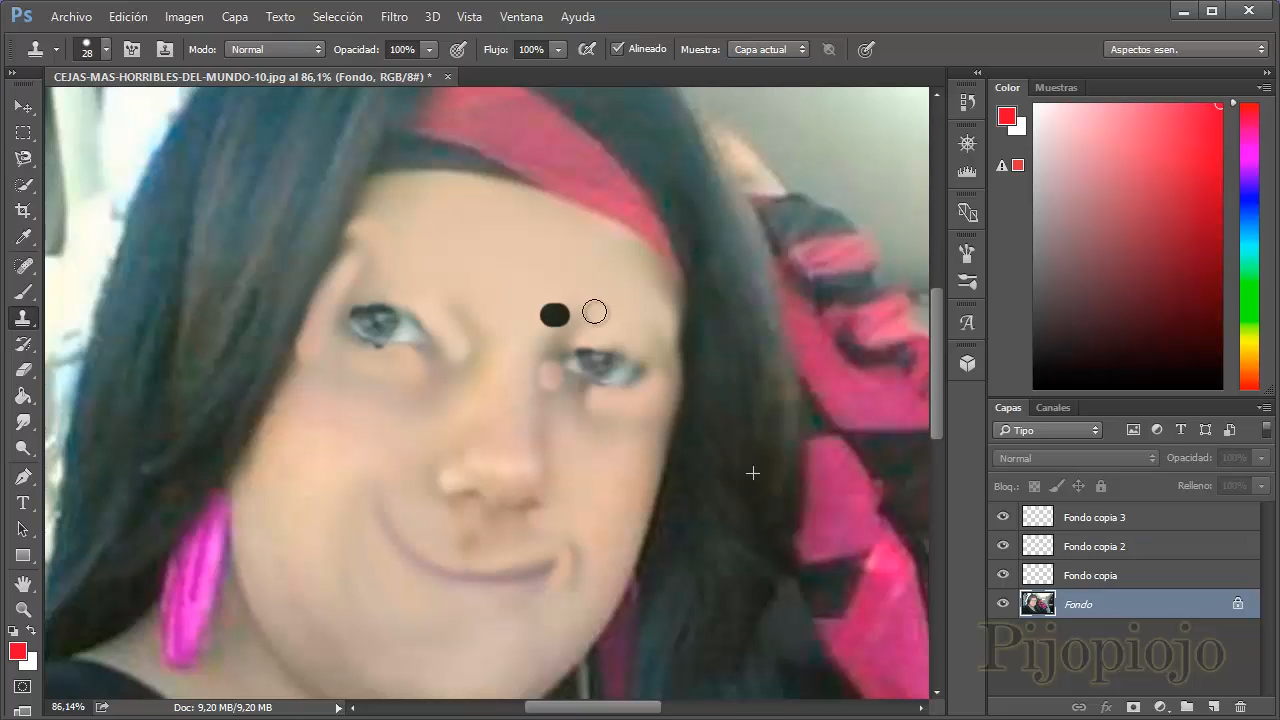 Ps Archivo Edición Imagen Capa Texto Selección Filtro 3D Vista Ventana Ayuda
28 Modo: Normal Opacidad: 100% Flujo: 100% Alineado Muestra: Capa actual Aspectos esen.
CEJAS-MAS-HORRIBLES-DEL-MUNDO-10.jpg al 86,1% (Fondo, RGB/8#) *
Color Muestras
Capas Canales
Tipo
Normal Opacidad: 100%
Bloq.: Relleno: 100%
Fondo copia 3
Fondo copia 2
Fondo copia
Fondo
Pijopiojo
86,14% Doc: 9,20 MB/9,20 MB